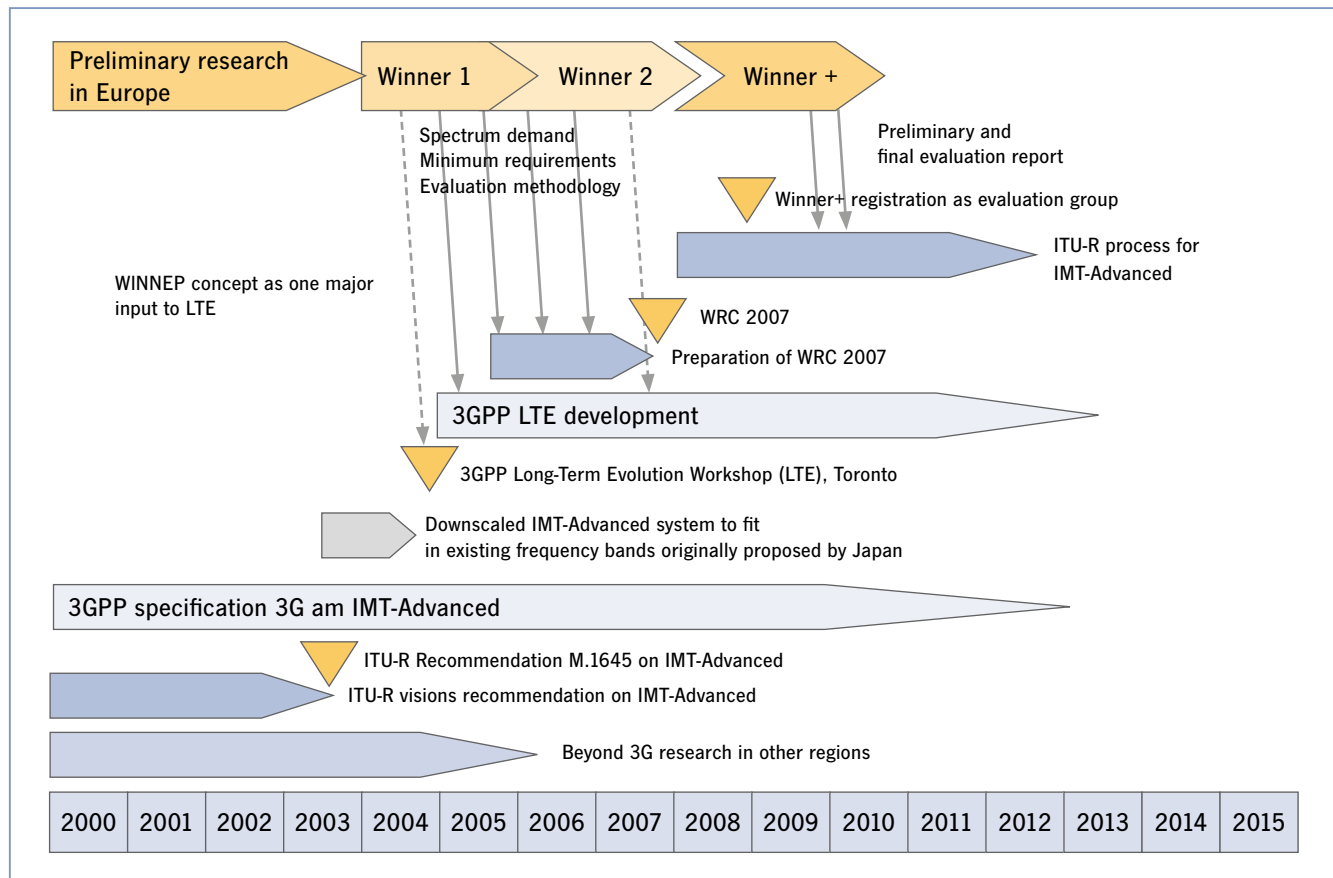 Preliminary research
in Europe
Winner 1
Winner 2
Winner +
Spectrum demand
Minimum requirements
Evaluation methodology
Preliminary and
final evaluation report
Winner+ registration as evaluation group
ITU-R process for
IMT-Advanced
WINNEP concept as one major
input to LTE
WRC 2007
Preparation of WRC 2007
3GPP LTE development
3GPP Long-Term Evolution Workshop (LTE), Toronto
Downscaled IMT-Advanced system to fit
in existing frequency bands originally proposed by Japan
3GPP specification 3G am IMT-Advanced
ITU-R Recommendation M.1645 on IMT-Advanced
ITU-R visions recommendation on IMT-Advanced
Beyond 3G research in other regions
2000 2001 2002 2003 2004 2005 2006 2007 2008 2009 2010 2011 2012 2013 2014 2015